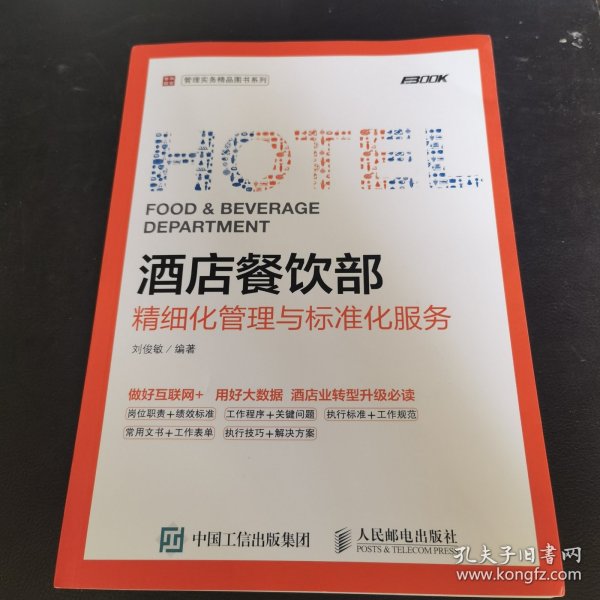 管理实务精品图书系列
EBOOK
HOTEL
FOOD & BEVERAGE
DEPARTMENT
酒店餐饮部
精细化管理与标准化服务
刘俊敏/编著
做好互联网+ 用好大数据 酒店业转型升级必读
岗位职责+绩效标准 工作程序+关键问题 执行标准+工作规范
常用文书+工作表单 执行技巧+解决方案
中国工信出版集团 人民邮电出版社
POSTS & TELECOM PRESS
孔夫子旧书网
www.kongfz.com